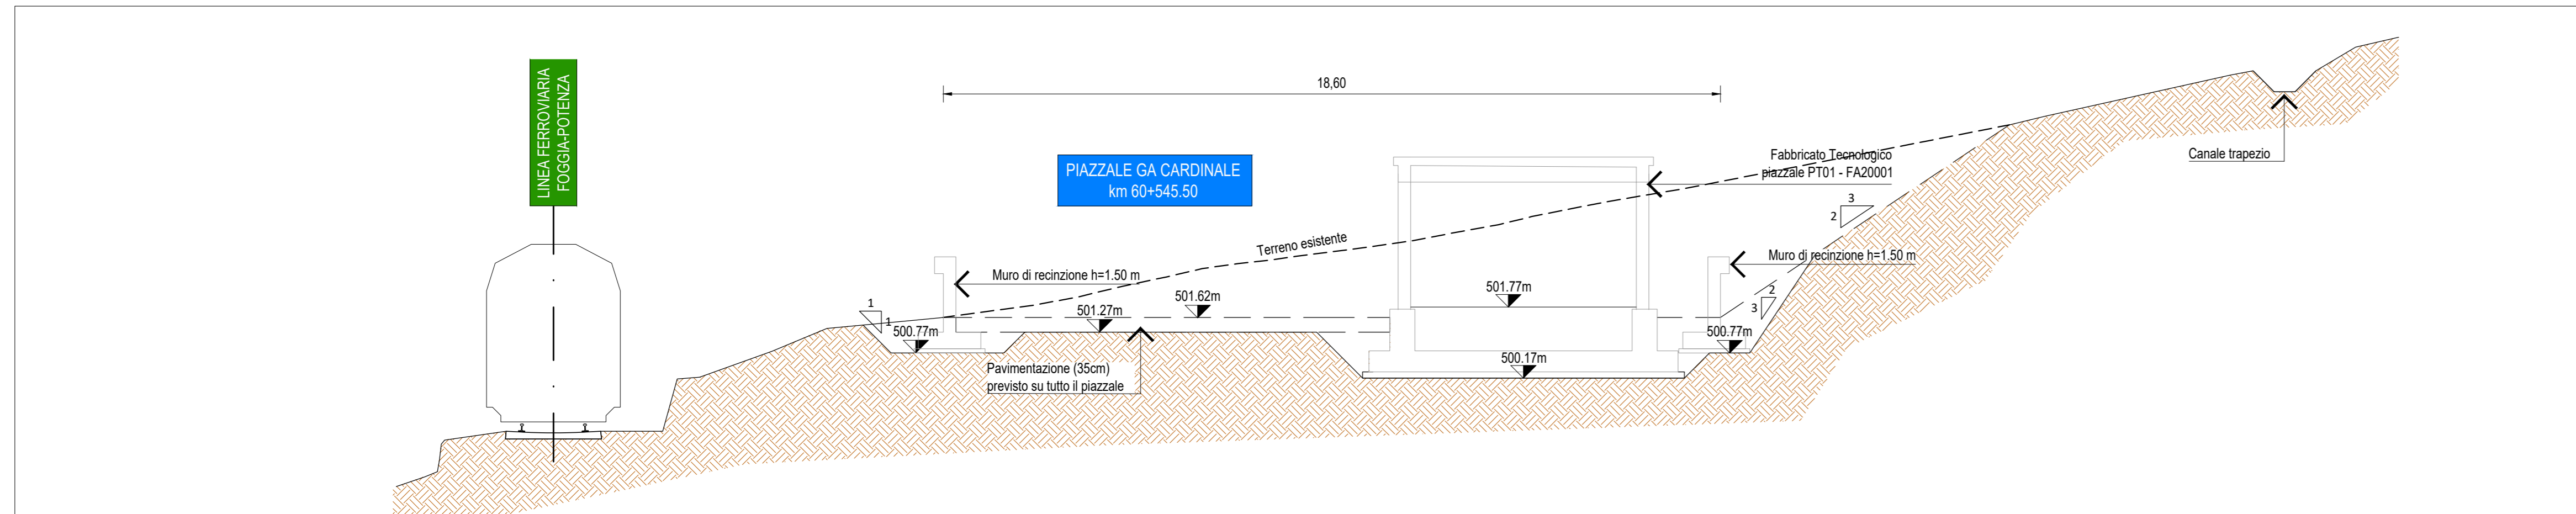 LINEA FERROVIARIA
FOGGIA-POTENZA
18,60
PIAZZALE GA CARDINALE
km 60+545.50
Fabbricato Tecnologico
piazzale PT01 - FA20001
Canale trapezio
3
2
Terreno esistente
Muro di recinzione h=1.50 m
Muro di recinzione h=1.50 m
1
1
500.77m
501.27m
501.62m
501.77m
2
3
500.77m
500.17m
Pavimentazione (35cm)
previsto su tutto il piazzale